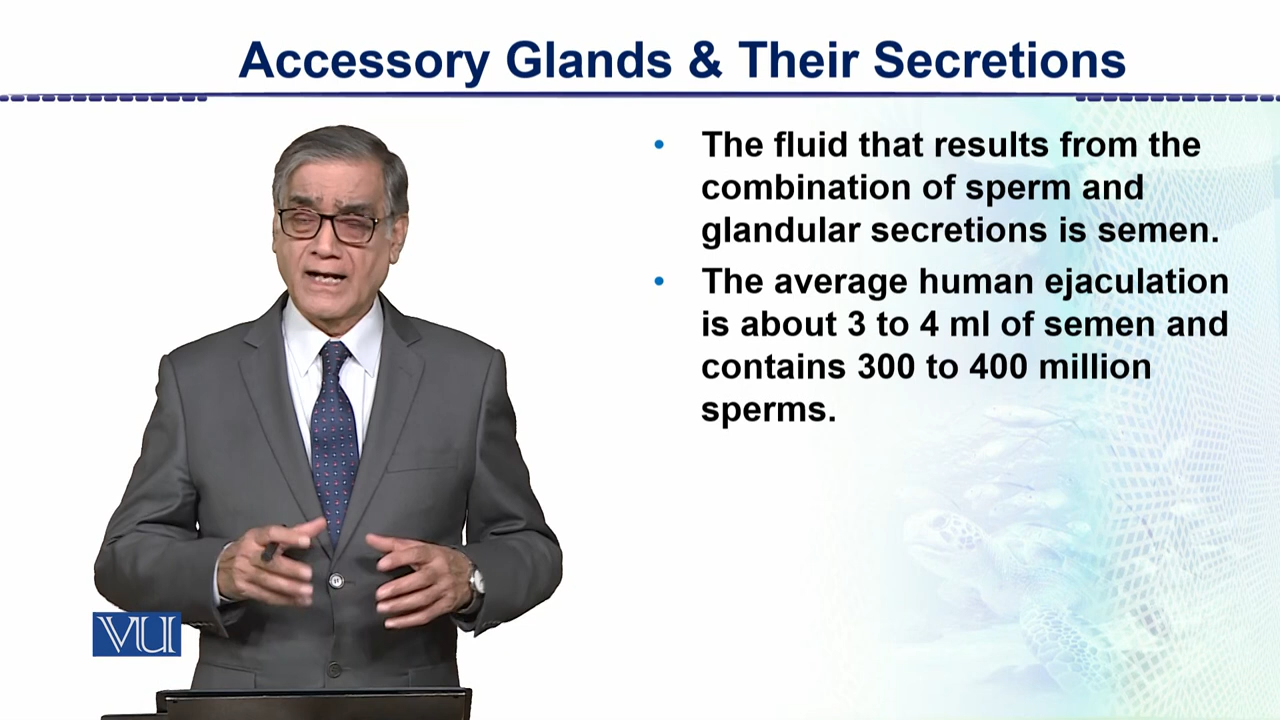 Accessory Glands & Their Secretions
• The fluid that results from the
combination of sperm and
glandular secretions is semen.
• The average human ejaculation
is about 3 to 4 ml of semen and
contains 300 to 400 million
sperms.
VU